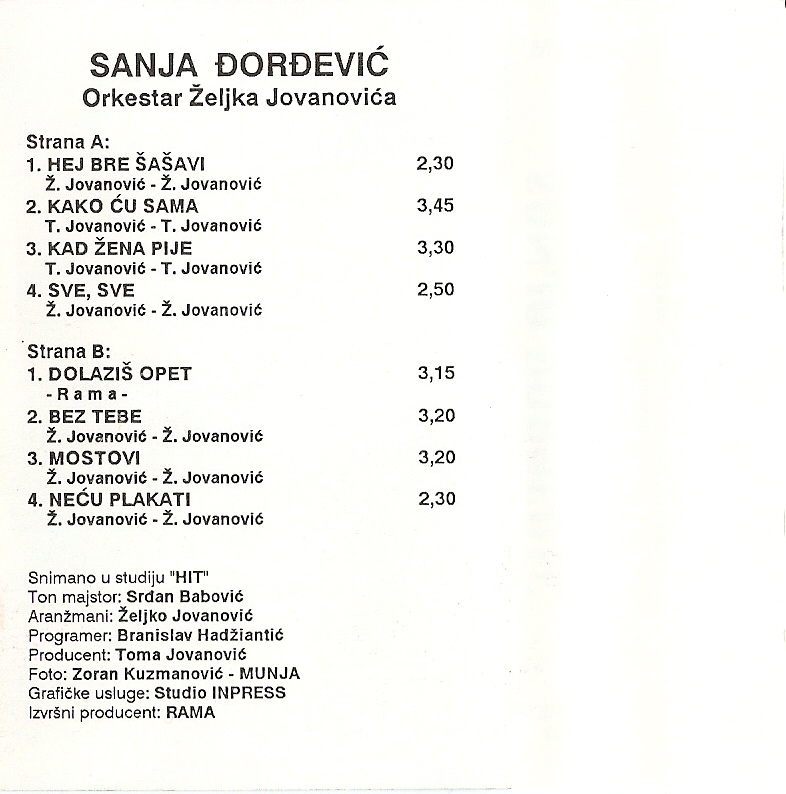 SANJA ĐORĐEVIĆ
Orkestar Željka Jovanovića
Strana A:
1. HEJ BRE ŠAŠAVI 2,30
Ž. Jovanović - Ž. Jovanović
2. KAKO ĆU SAMA 3,45
T. Jovanović - T. Jovanović
3. KAD ŽENA PIJE 3,30
T. Jovanović - T. Jovanović
4. SVE, SVE 2,50
Ž. Jovanović - Ž. Jovanović
Strana B:
1. DOLAZIŠ OPET 3,15
- R a m a -
2. BEZ TEBE 3,20
Ž. Jovanović - Ž. Jovanović
3. MOSTOVI 3,20
Ž. Jovanović - Ž. Jovanović
4. NEĆU PLAKATI 2,30
Ž. Jovanović - Ž. Jovanović
Snimano u studiju "HIT"
Ton majstor: Srđan Babović
Aranžmani: Željko Jovanović
Programer: Branislav Hadžiantić
Producent: Toma Jovanović
Foto: Zoran Kuzmanović - MUNJA
Grafičke usluge: Studio INPRESS
Izvršni producent: RAMA